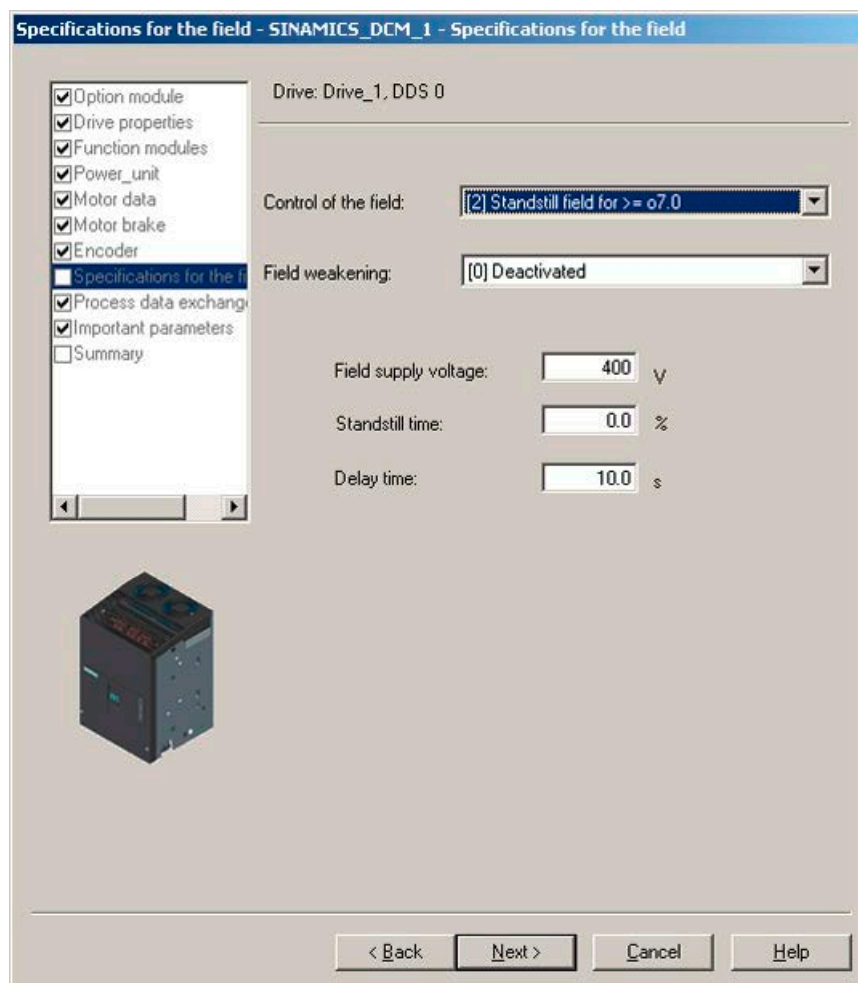 Specifications for the field - SINAMICS_DCM_1 - Specifications for the field
Option module
Drive properties
Function modules
Power_unit
Motor data
Motor brake
Encoder
Specifications for the fi
Process data exchang
Important parameters
Summary
Drive: Drive_1, DDS 0
Control of the field: [2] Standstill field for >= o7.0
Field weakening: [0] Deactivated
Field supply voltage: 400 V
Standstill time: 0.0 %
Delay time: 10.0 s
< Back Next > Cancel Help